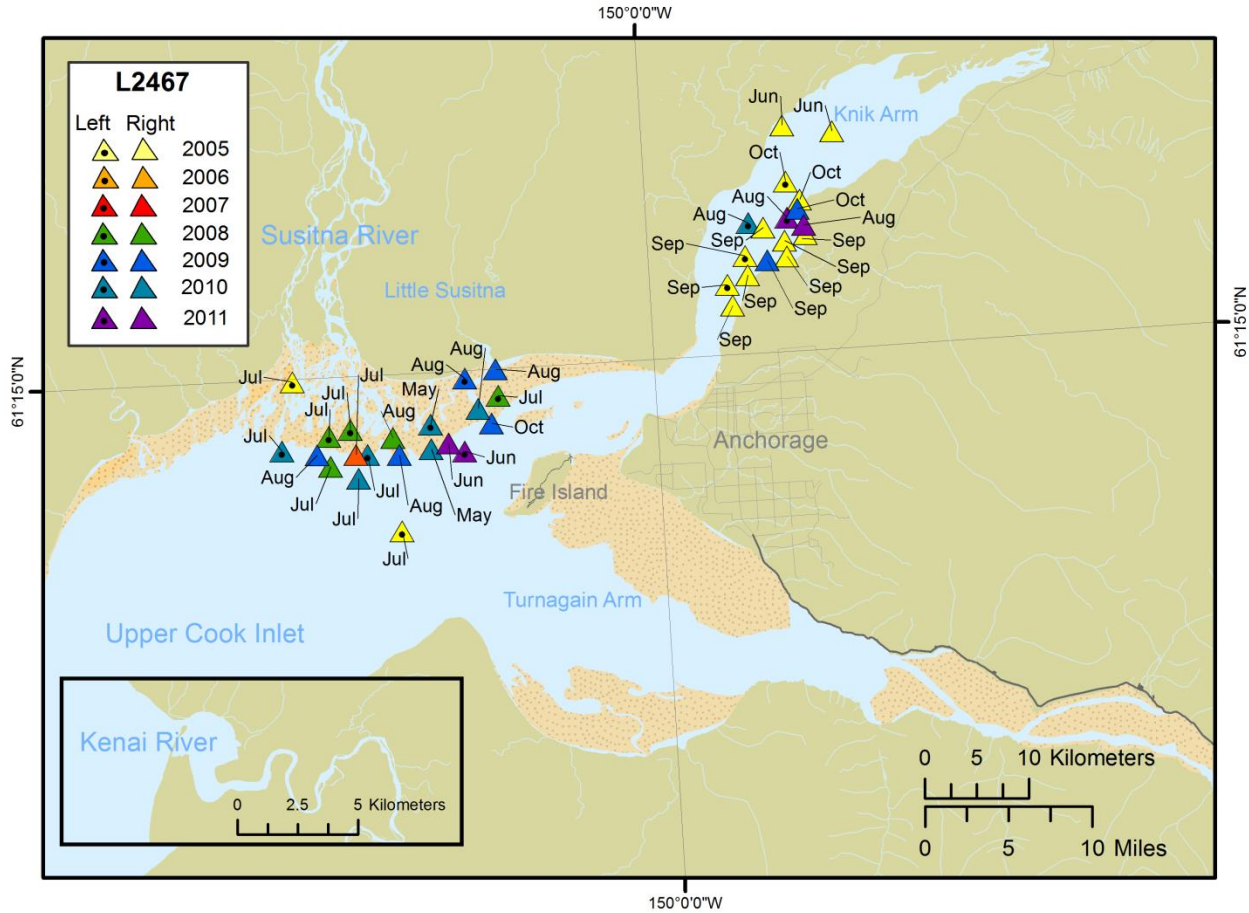 150°0'0"W
L2467
Left Right
2005
2006
2007
2008
2009
2010
2011
Jun
Jun
Knik Arm
Oct
Oct
Aug
Oct
Aug
Aug
Sep
Sep
Sep
Sep
Sep
Sep
Sep
Sep
Susitna River
Little Susitna
61°15'0"N
61°15'0"N
Aug
Aug
Aug
Jul
Jul
May
Jul
Jul
Aug
Jul
Jul
Oct
Jun
Aug
Jul
Jun
Jul
Jul
Aug
May
Jul
Anchorage
Fire Island
Turnagain Arm
Upper Cook Inlet
Kenai River
0 2.5 5 Kilometers
0 5 10 Kilometers
0 5 10 Miles
150°0'0"W